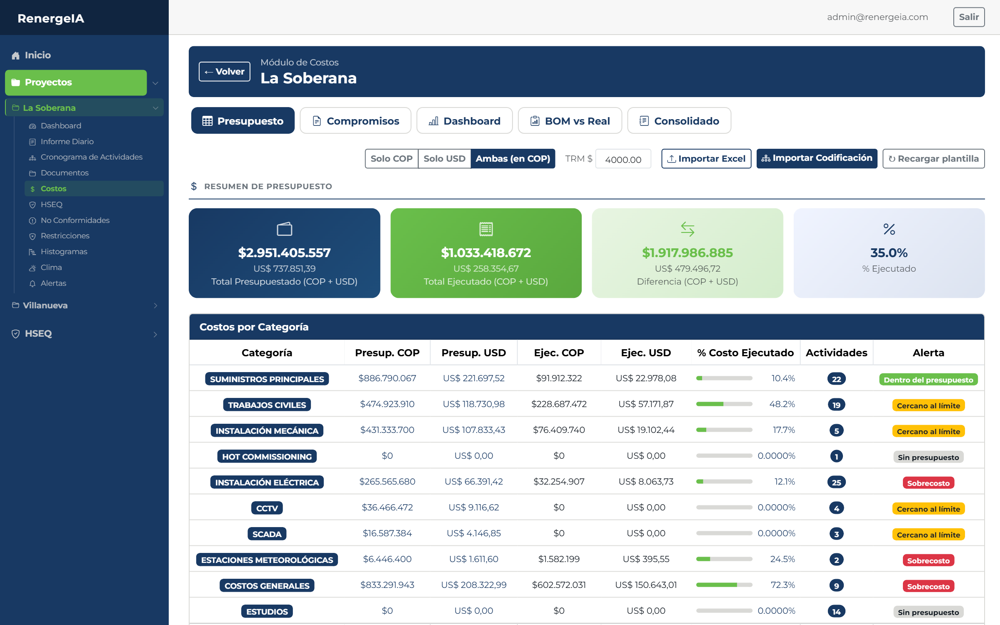 RenergeIA
admin@renergeia.com
Salir
Inicio
Proyectos
La Soberana
Dashboard
Informe Diario
Cronograma de Actividades
Documentos
$ Costos
HSEQ
No Conformidades
Restricciones
Histogramas
Clima
Alertas
Villanueva
HSEQ
← Volver
Módulo de Costos
La Soberana
Presupuesto
Compromisos
Dashboard
BOM vs Real
Consolidado
Solo COP
Solo USD
Ambas (en COP)
TRM $
4000.00
Importar Excel
Importar Codificación
↻ Recargar plantilla
$ RESUMEN DE PRESUPUESTO
$2.951.405.557
US$ 737.851,39
Total Presupuestado (COP + USD)
$1.033.418.672
US$ 258.354,67
Total Ejecutado (COP + USD)
$1.917.986.885
US$ 479.496,72
Diferencia (COP + USD)
%
35.0%
% Ejecutado
Costos por Categoría
Categoría Presup. COP Presup. USD Ejec. COP Ejec. USD % Costo Ejecutado Actividades Alerta
SUMINISTROS PRINCIPALES $886.790.067 US$ 221.697,52 $91.912.322 US$ 22.978,08 10.4% 22 Dentro del presupuesto
TRABAJOS CIVILES $474.923.910 US$ 118.730,98 $228.687.472 US$ 57.171,87 48.2% 19 Cercano al límite
INSTALACIÓN MECÁNICA $431.333.700 US$ 107.833,43 $76.409.740 US$ 19.102,44 17.7% 5 Cercano al límite
HOT COMMISSIONING $0 US$ 0,00 $0 US$ 0,00 0.0000% 1 Sin presupuesto
INSTALACIÓN ELÉCTRICA $265.565.680 US$ 66.391,42 $32.254.907 US$ 8.063,73 12.1% 25 Sobrecosto
CCTV $36.466.472 US$ 9.116,62 $0 US$ 0,00 0.0000% 4 Cercano al límite
SCADA $16.587.384 US$ 4.146,85 $0 US$ 0,00 0.0000% 3 Cercano al límite
ESTACIONES METEOROLÓGICAS $6.446.400 US$ 1.611,60 $1.582.199 US$ 395,55 24.5% 2 Sobrecosto
COSTOS GENERALES $833.291.943 US$ 208.322,99 $602.572.031 US$ 150.643,01 72.3% 9 Sobrecosto
ESTUDIOS $0 US$ 0,00 $0 US$ 0,00 0.0000% 14 Sin presupuesto